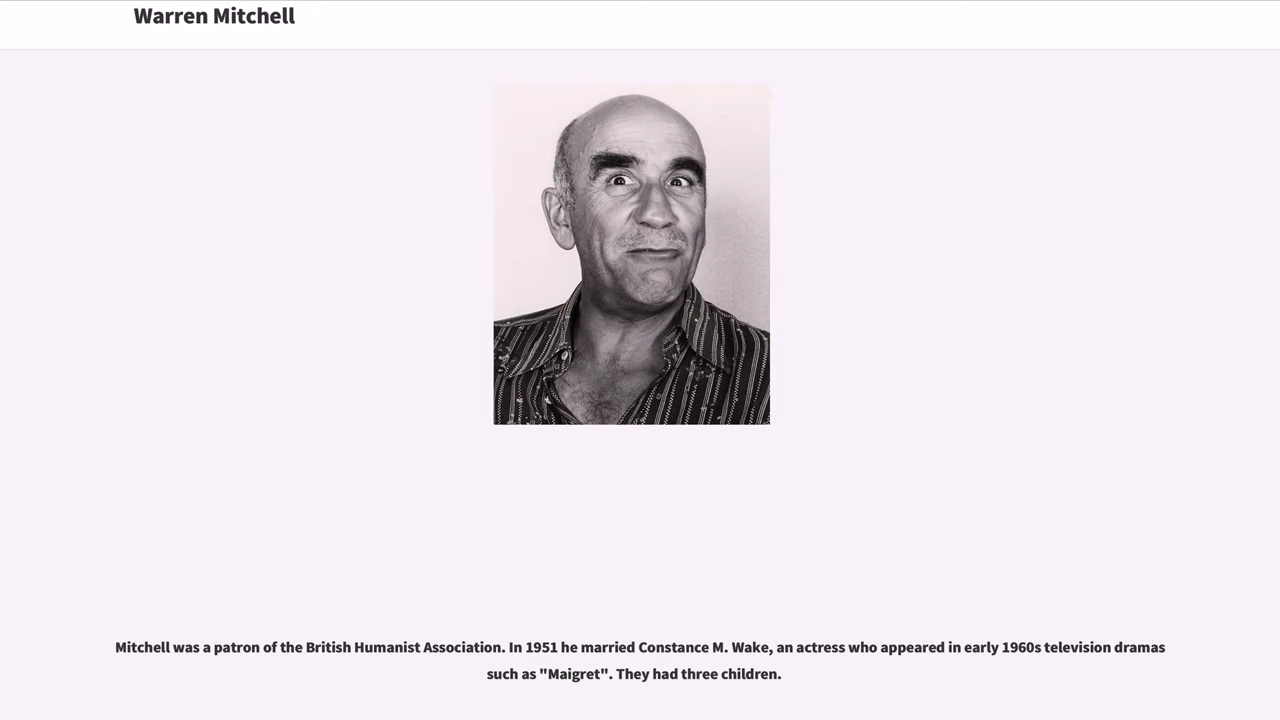 Warren Mitchell
Mitchell was a patron of the British Humanist Association. In 1951 he married Constance M. Wake, an actress who appeared in early 1960s television dramas
such as "Maigret". They had three children.